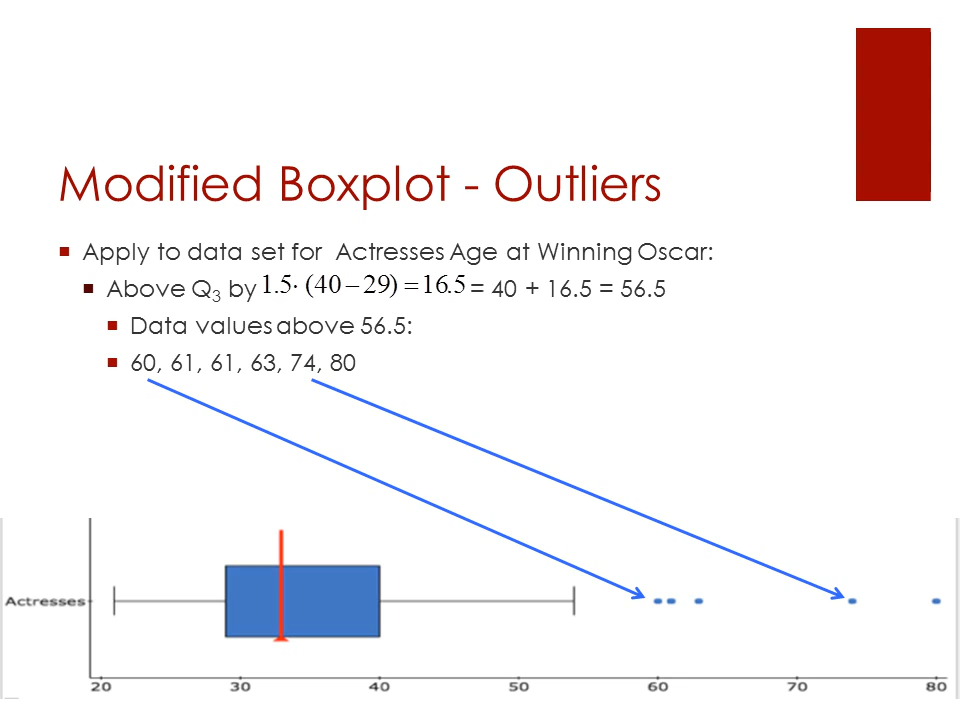 Modified Boxplot - Outliers
Apply to data set for Actresses Age at Winning Oscar:
Above Q₃ by 1.5· (40 – 29) = 16.5 = 40 + 16.5 = 56.5
Data values above 56.5:
60, 61, 61, 63, 74, 80
Actresses
20 30 40 50 60 70 80